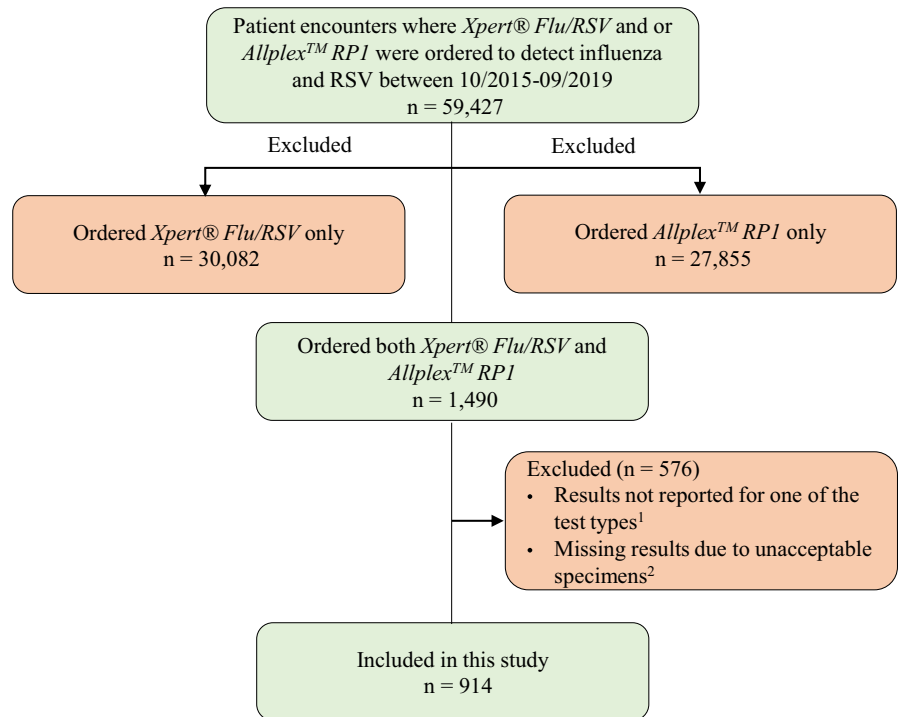 Patient encounters where Xpert® Flu/RSV and or
Allplex™ RP1 were ordered to detect influenza
and RSV between 10/2015-09/2019
n = 59,427
Excluded
Excluded
Ordered Xpert® Flu/RSV only
n = 30,082
Ordered Allplex™ RP1 only
n = 27,855
Ordered both Xpert® Flu/RSV and
Allplex™ RP1
n = 1,490
Excluded (n = 576)
• Results not reported for one of the
test types¹
• Missing results due to unacceptable
specimens²
Included in this study
n = 914